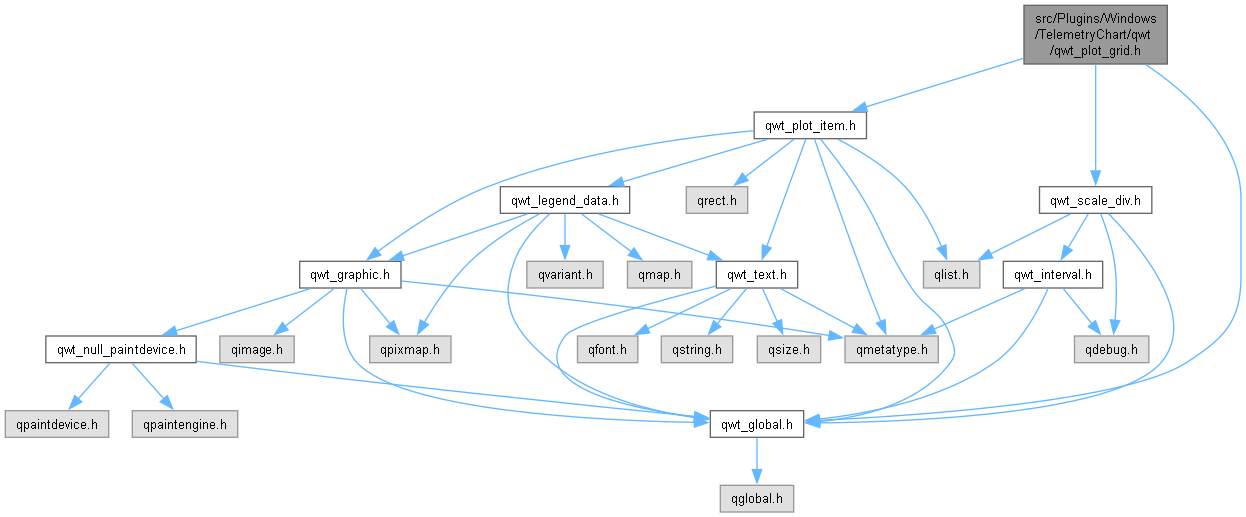 src/Plugins/Windows
/TelemetryChart/qwt
/qwt_plot_grid.h
qwt_plot_item.h
qwt_legend_data.h
qrect.h
qwt_scale_div.h
qwt_graphic.h
qvariant.h
qmap.h
qwt_text.h
qlist.h
qwt_interval.h
qwt_null_paintdevice.h
qimage.h
qpixmap.h
qfont.h
qstring.h
qsize.h
qmetatype.h
qdebug.h
qpaintdevice.h
qpaintengine.h
qwt_global.h
qglobal.h